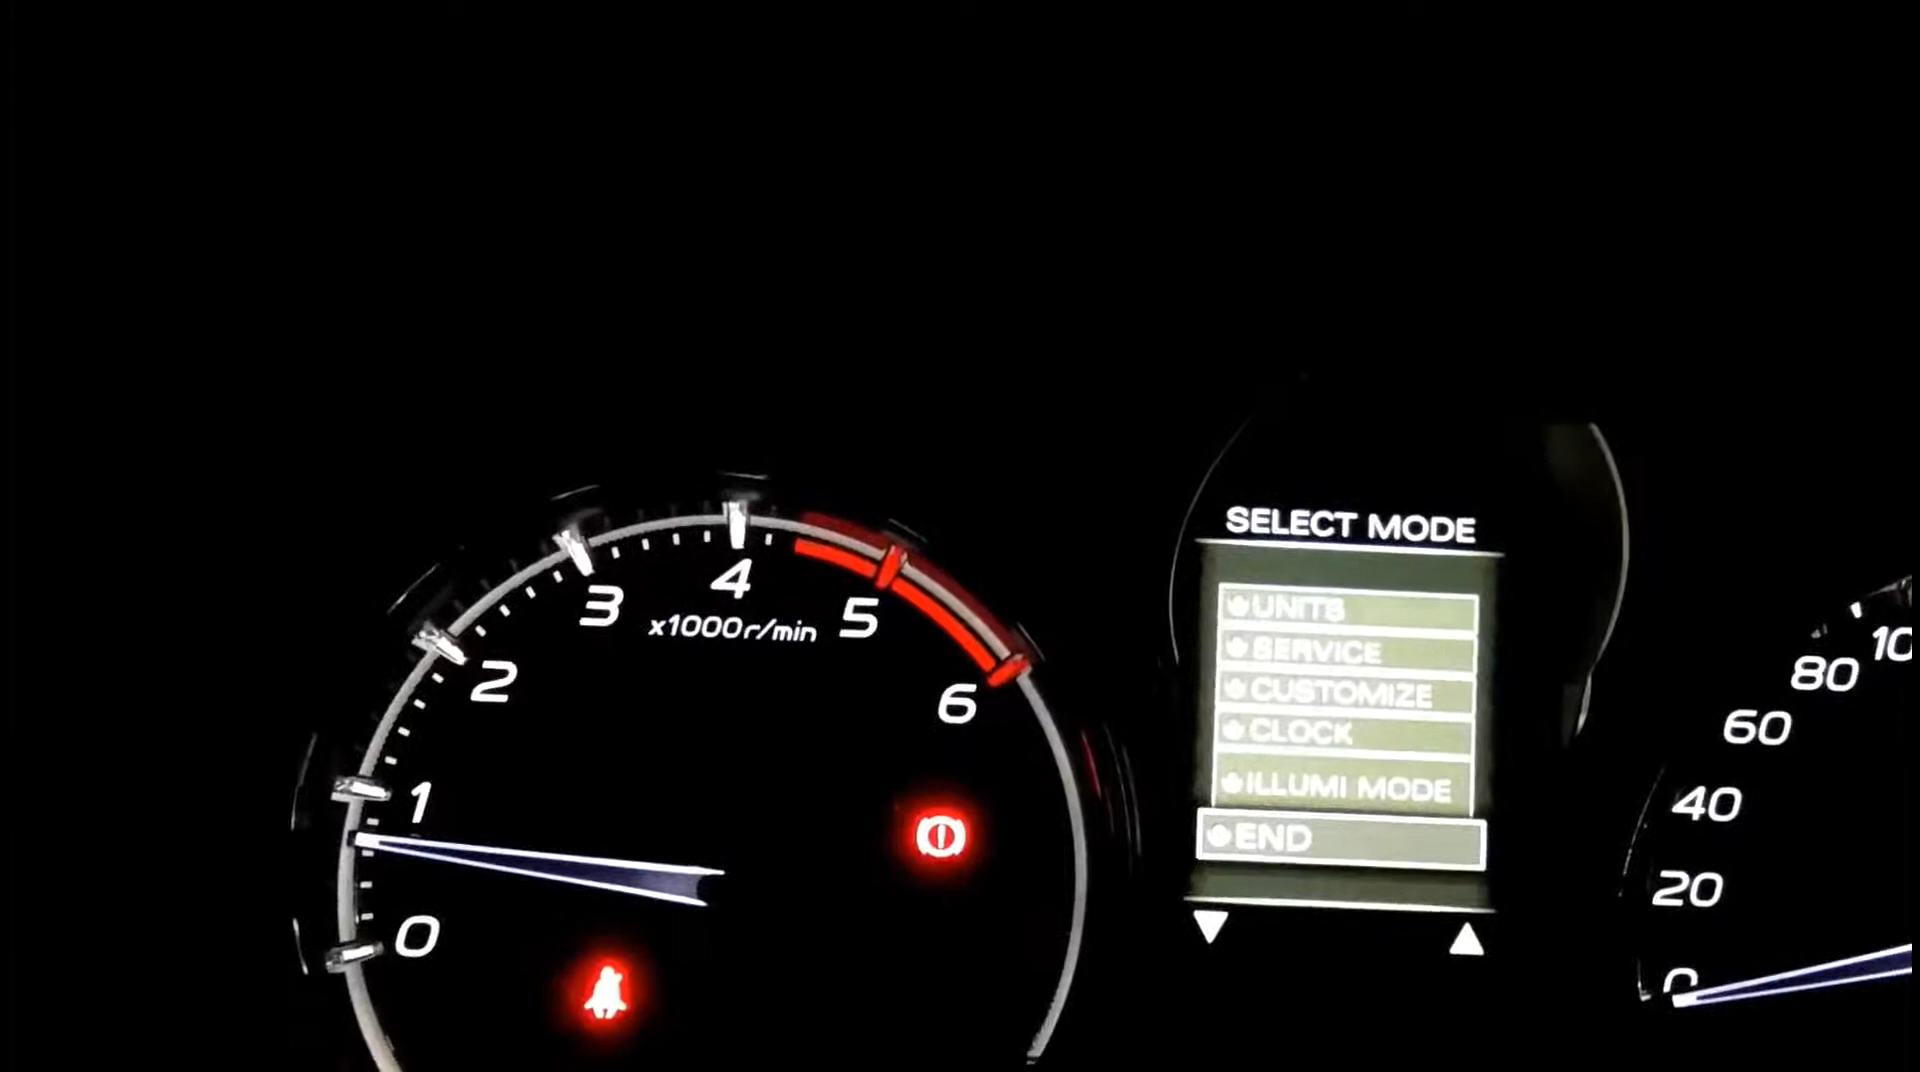 SELECT MODE
UNITS
SERVICE
CUSTOMIZE
CLOCK
ILLUMI MODE
END
0
1
2
3
4
5
6
x1000r/min
0
20
40
60
80